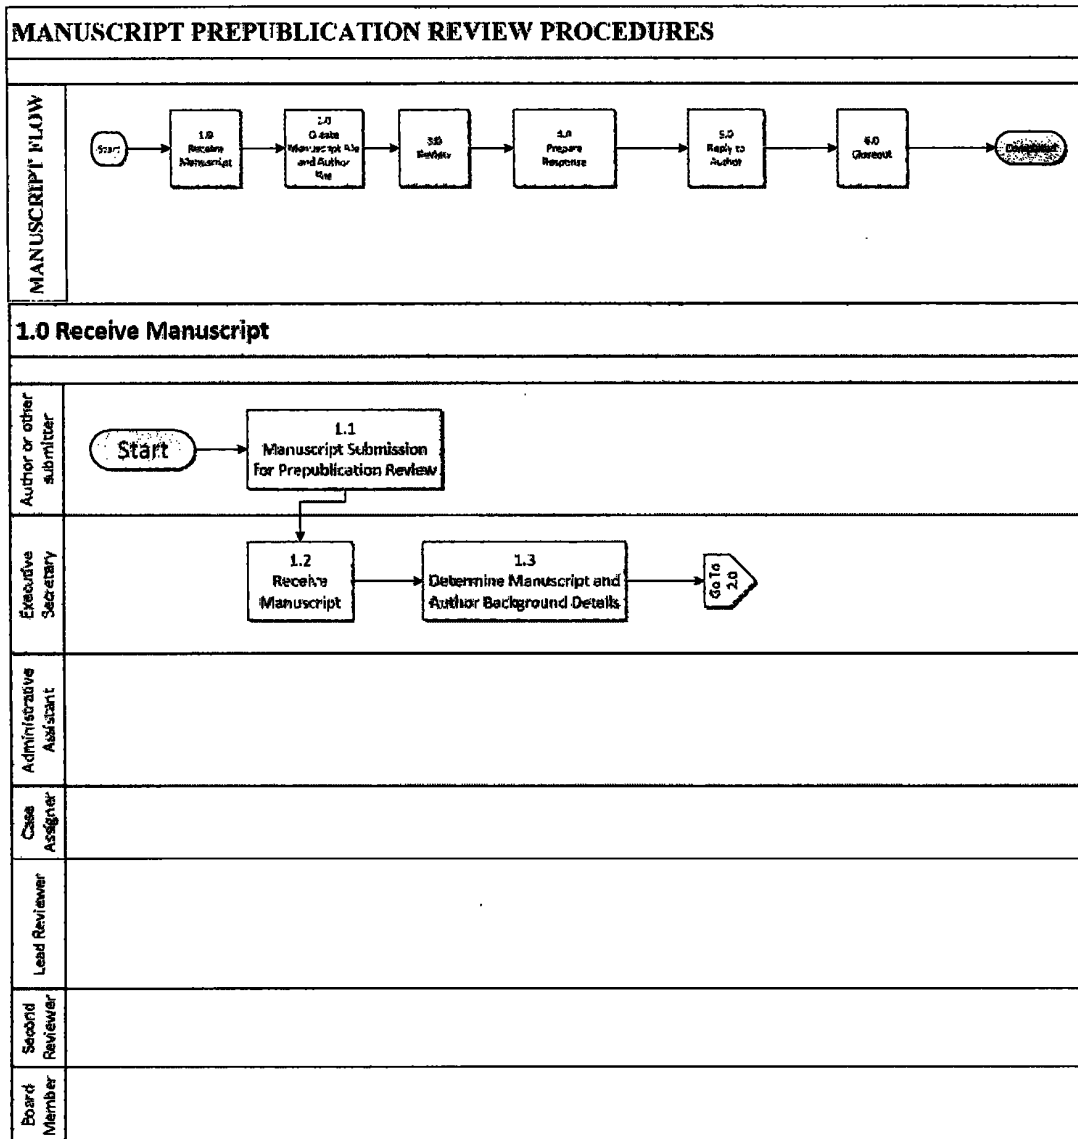 MANUSCRIPT PREPUBLICATION REVIEW PROCEDURES
MANUSCRIPT FLOW
Start
1.0
Receive
Manuscript
2.0
Create
Manuscript File
and Author
File
3.0
Review
4.0
Prepare
Response
5.0
Reply to
Author
6.0
Closeout
Completed
1.0 Receive Manuscript
Author or other
submitter
Start
1.1
Manuscript Submission
for Prepublication Review
Executive
Secretary
1.2
Receive
Manuscript
1.3
Determine Manuscript and
Author Background Details
Go To
2.0
Administrative
Assistant
Case
Assigner
Lead Reviewer
Second
Reviewer
Board
Member